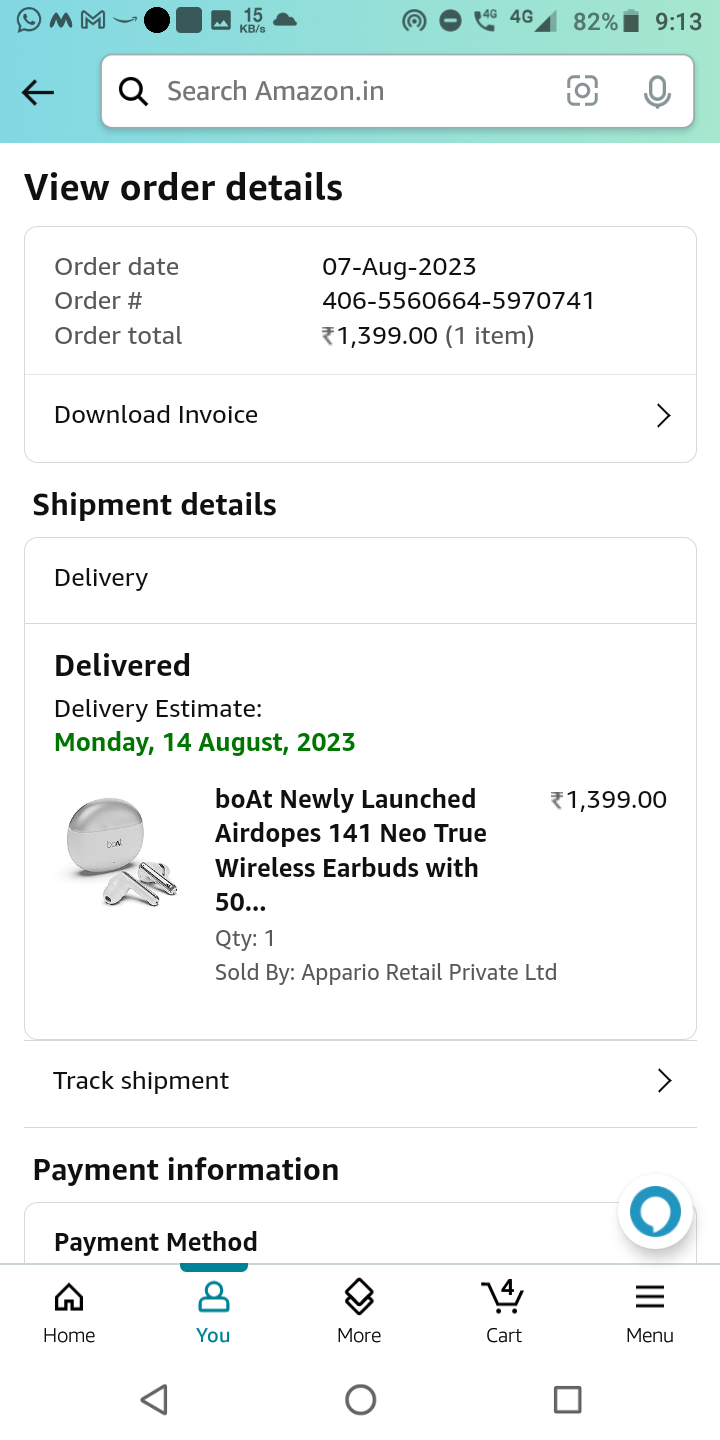 15
KB/s
4G
4G
82%
9:13
Search Amazon.in
View order details
Order date 07-Aug-2023
Order # 406-5560664-5970741
Order total ₹1,399.00 (1 item)
Download Invoice
Shipment details
Delivery
Delivered
Delivery Estimate:
Monday, 14 August, 2023
boAt
boAt Newly Launched ₹1,399.00
Airdopes 141 Neo True
Wireless Earbuds with
50...
Qty: 1
Sold By: Appario Retail Private Ltd
Track shipment
Payment information
Payment Method
4
Home You More Cart Menu